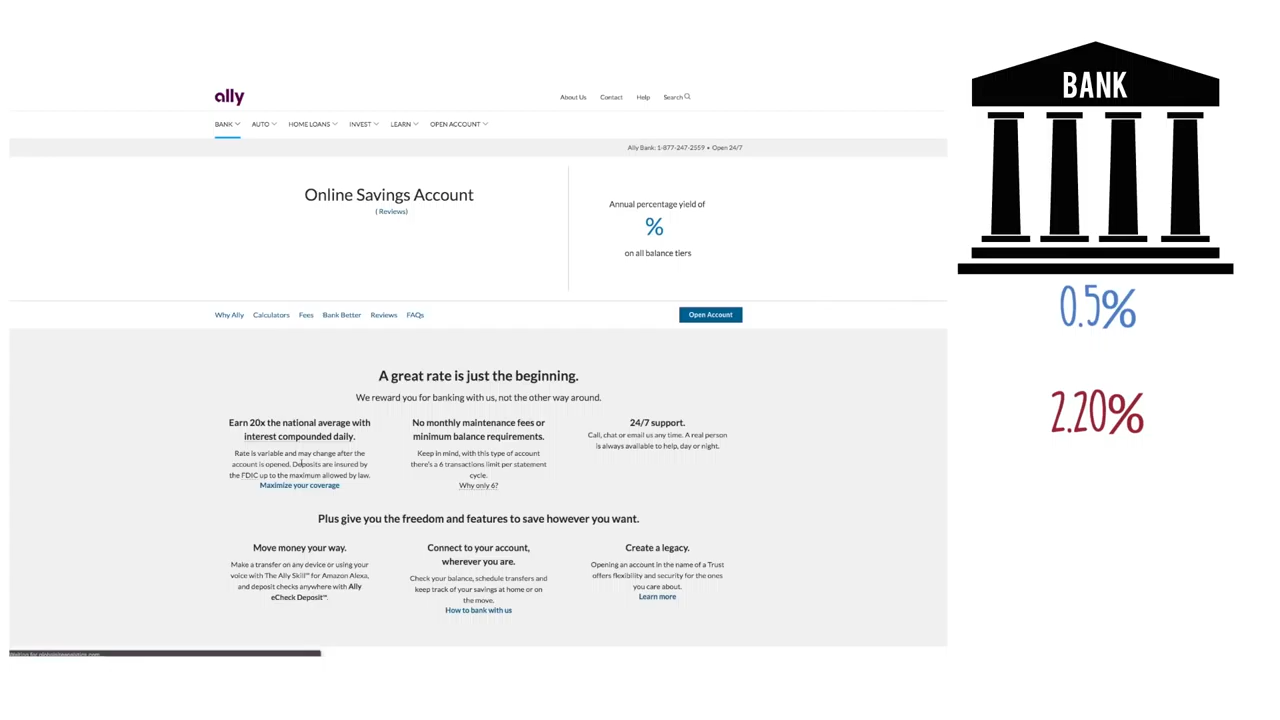 ally
About Us Contact Help Search
BANK AUTO HOME LOANS INVEST LEARN OPEN ACCOUNT
Ally Bank: 1-877-247-2559 • Open 24/7
Online Savings Account
( Reviews)
Annual percentage yield of
%
on all balance tiers
Why Ally Calculators Fees Bank Better Reviews FAQs
Open Account
A great rate is just the beginning.
We reward you for banking with us, not the other way around.
Earn 20x the national average with
interest compounded daily.
Rate is variable and may change after the
account is opened. Deposits are insured by
the FDIC up to the maximum allowed by law.
Maximize your coverage
No monthly maintenance fees or
minimum balance requirements.
Keep in mind, with this type of account
there's a 6 transactions limit per statement
cycle.
Why only 6?
24/7 support.
Call, chat or email us any time. A real person
is always available to help, day or night.
Plus give you the freedom and features to save however you want.
Move money your way.
Make a transfer on any device or using your
voice with The Ally Skill™ for Amazon Alexa,
and deposit checks anywhere with Ally
eCheck Deposit™.
Connect to your account,
wherever you are.
Check your balance, schedule transfers and
keep track of your savings at home or on
the move.
How to bank with us
Create a legacy.
Opening an account in the name of a Trust
offers flexibility and security for the ones
you care about.
Learn more
Waiting for
BANK
0.5%
2.20%